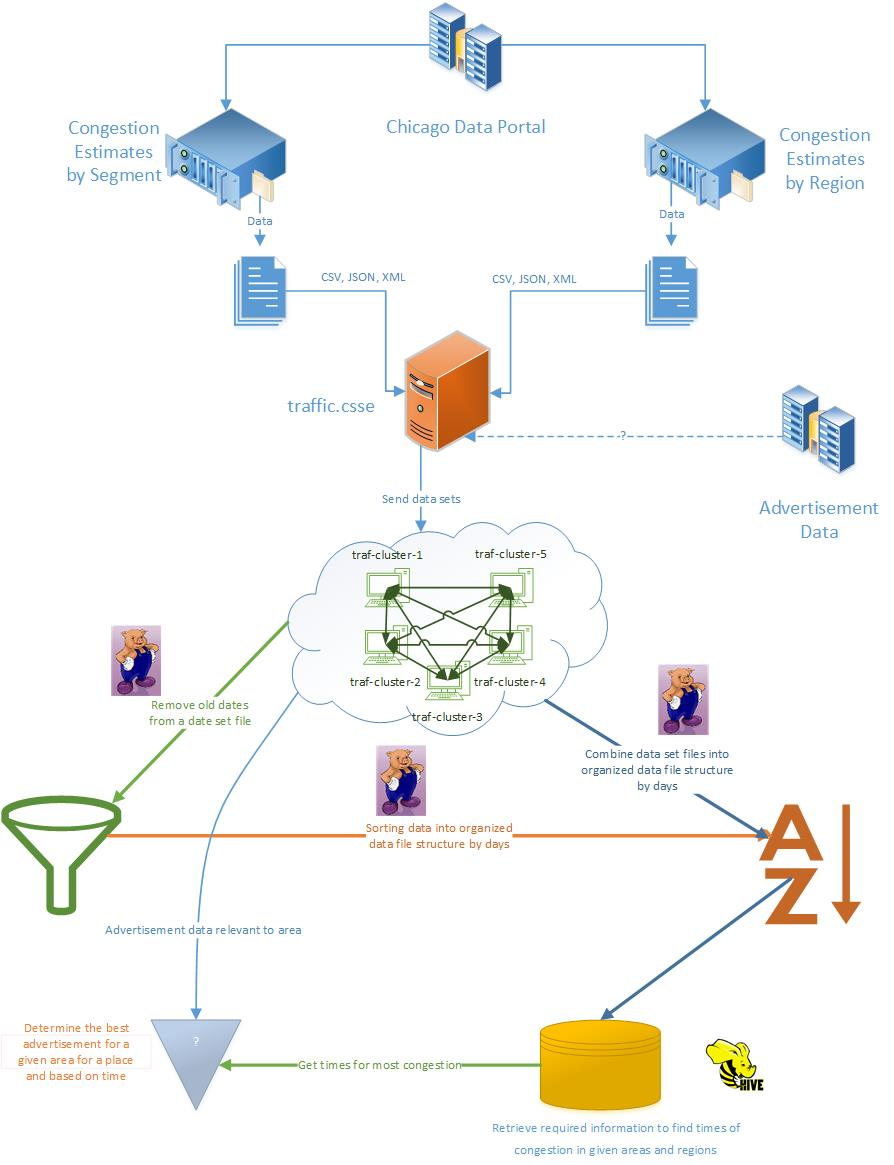 Chicago Data Portal
Congestion
Estimates
by Segment
Congestion
Estimates
by Region
Data
Data
CSV, JSON, XML
CSV, JSON, XML
traffic.csse
?
Advertisement
Data
Send data sets
traf-cluster-1
traf-cluster-5
traf-cluster-2
traf-cluster-4
traf-cluster-3
Remove old dates
from a date set file
Combine data set files into
organized data file structure
by days
Sorting data into organized
data file structure by days
A
Z
Advertisement data relevant to area
Determine the best
advertisement for a
given area for a place
and based on time
?
Get times for most congestion
HIVE
Retrieve required information to find times of
congestion in given areas and regions